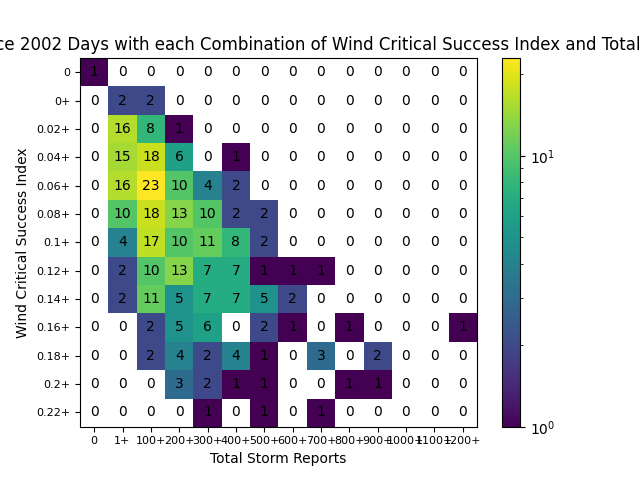 ce 2002 Days with each Combination of Wind Critical Success Index and Total
0 1 0 0 0 0 0 0 0 0 0 0 0 0 0
0+ 0 2 2 0 0 0 0 0 0 0 0 0 0 0
0.02+ 0 16 8 1 0 0 0 0 0 0 0 0 0 0
0.04+ 0 15 18 6 0 1 0 0 0 0 0 0 0 0
0.06+ 0 16 23 10 4 2 0 0 0 0 0 0 0 0
0.08+ 0 10 18 13 10 2 2 0 0 0 0 0 0 0
0.1+ 0 4 17 10 11 8 2 0 0 0 0 0 0 0
0.12+ 0 2 10 13 7 7 1 1 1 0 0 0 0 0
0.14+ 0 2 11 5 7 7 5 2 0 0 0 0 0 0
0.16+ 0 0 2 5 6 0 2 1 0 1 0 0 0 1
0.18+ 0 0 2 4 2 4 1 0 3 0 2 0 0 0
0.2+ 0 0 0 3 2 1 1 0 0 1 1 0 0 0
0.22+ 0 0 0 0 1 0 1 0 1 0 0 0 0 0
0 1+ 100+ 200+ 300+ 400+ 500+ 600+ 700+ 800+ 900+ 1000+ 1100+ 1200+
Total Storm Reports
Wind Critical Success Index
10¹
10⁰